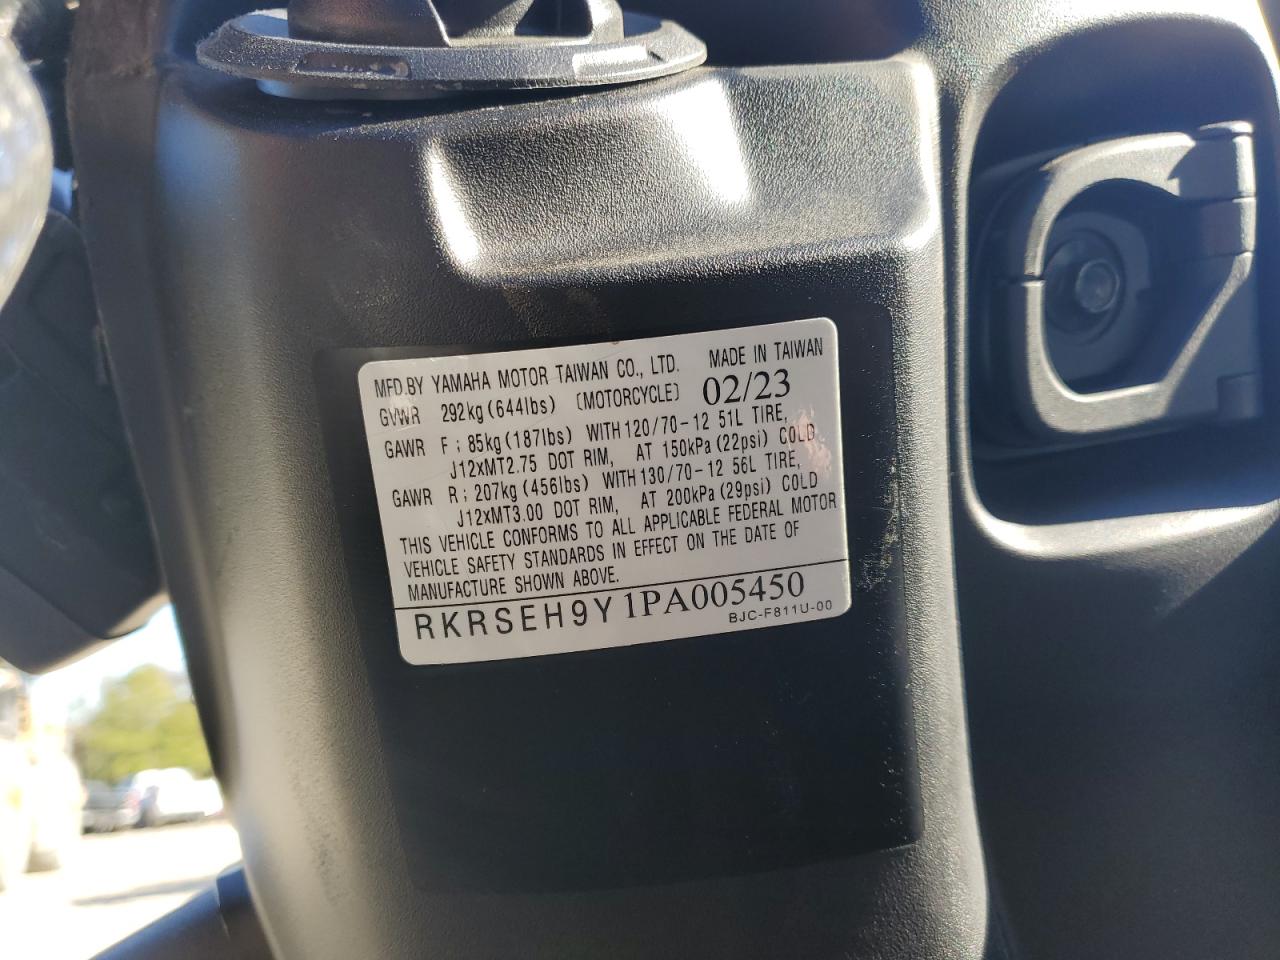 MFD.BY YAMAHA MOTOR TAIWAN CO., LTD. MADE IN TAIWAN
GVWR 292kg(644lbs) (MOTORCYCLE) 02/23
GAWR F ; 85kg(187lbs) WITH 120/70-12 51L TIRE,
J12xMT2.75 DOT RIM, AT 150kPa(22psi) COLD
GAWR R ; 207kg(456lbs) WITH 130/70-12 56L TIRE,
J12xMT3.00 DOT RIM, AT 200kPa(29psi) COLD
THIS VEHICLE CONFORMS TO ALL APPLICABLE FEDERAL MOTOR
VEHICLE SAFETY STANDARDS IN EFFECT ON THE DATE OF
MANUFACTURE SHOWN ABOVE.
RKRSEH9Y1PA005450
BJC-F811U-00